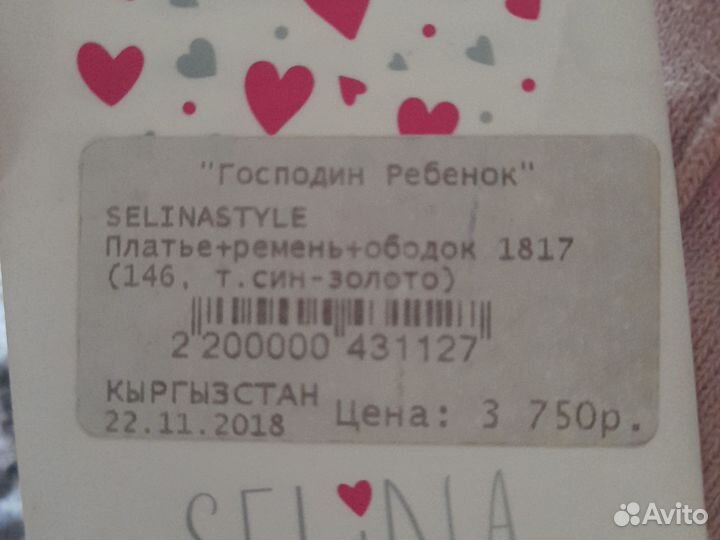 "Господин Ребенок"
SELINASTYLE
Платье+ремень+ободок 1817
(146, т.син-золото)
2 200000 431127
КЫРГЫЗСТАН
22.11.2018 Цена: 3 750р.
SELINA
Avito